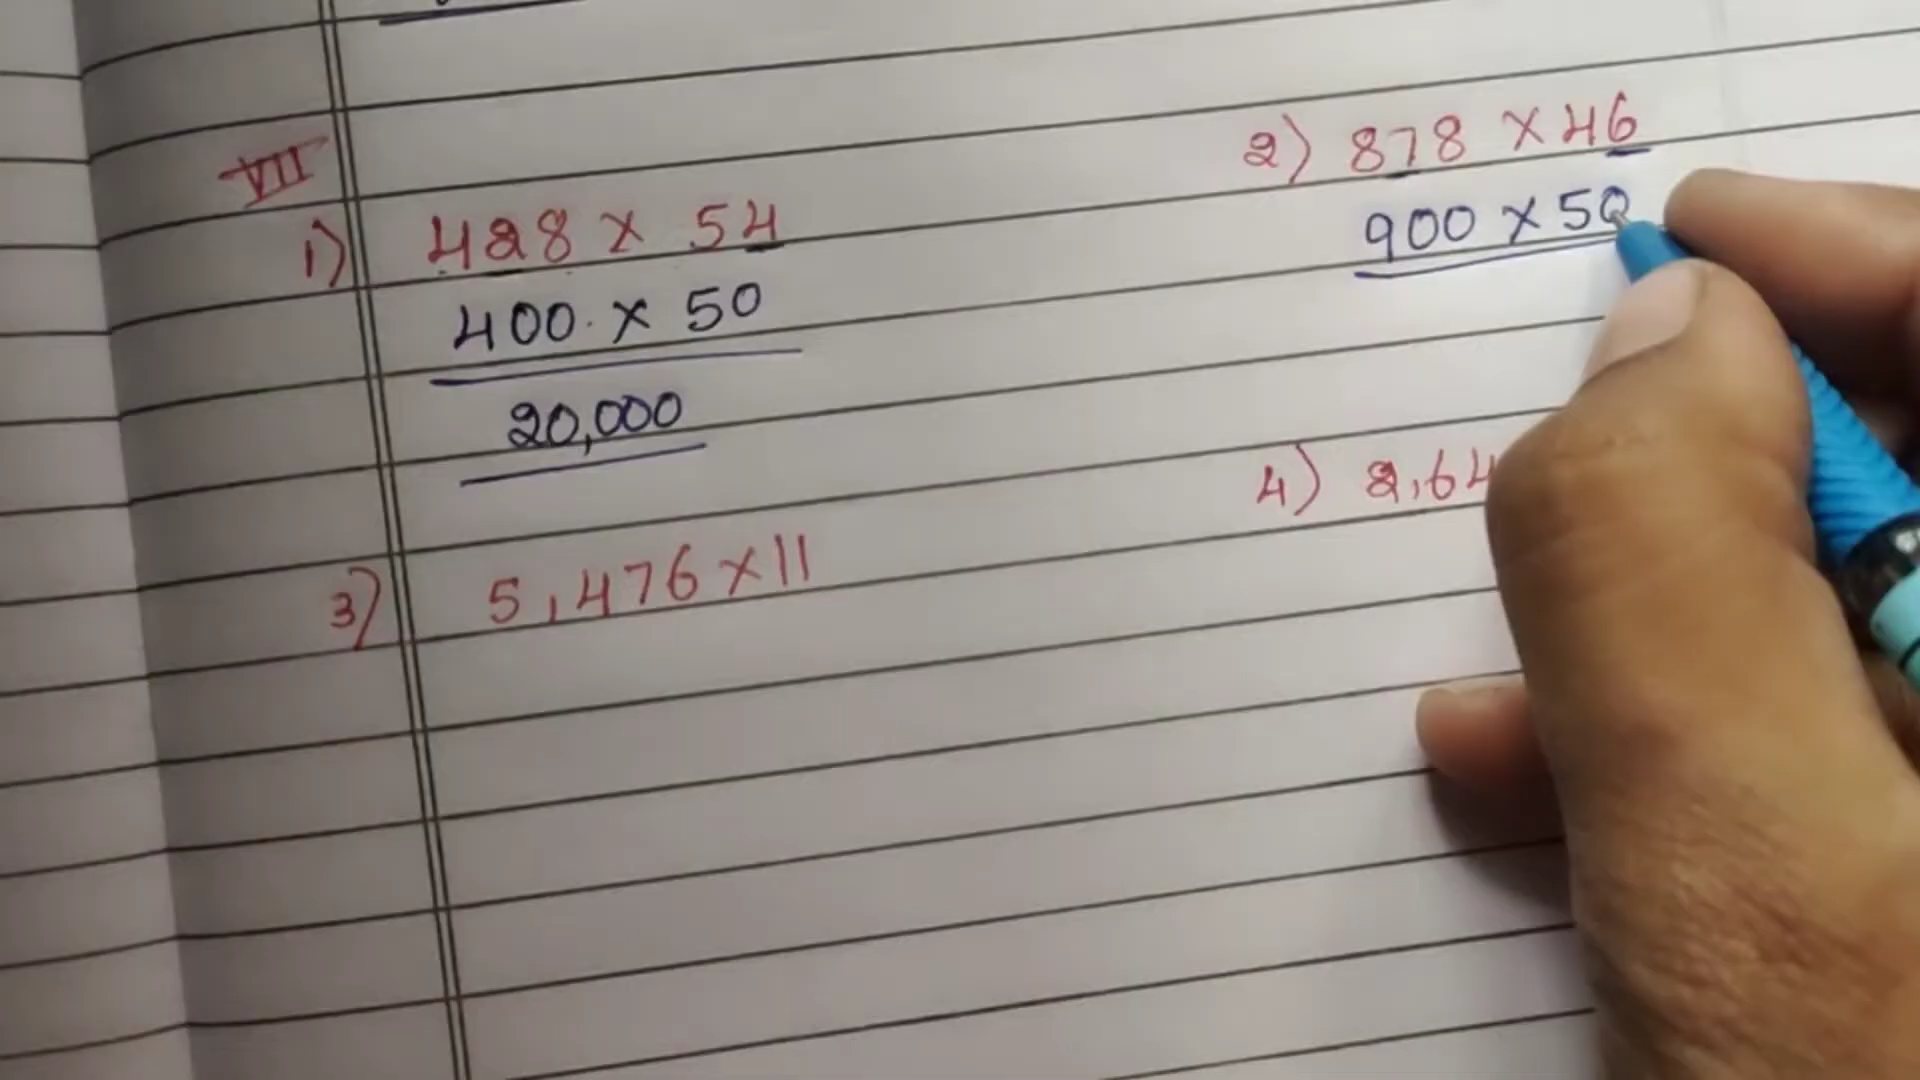 VII
1) 428 × 54
400 × 50
20,000
2) 878 × 46
900 × 50
3) 5,476 × 11
4) 2,64